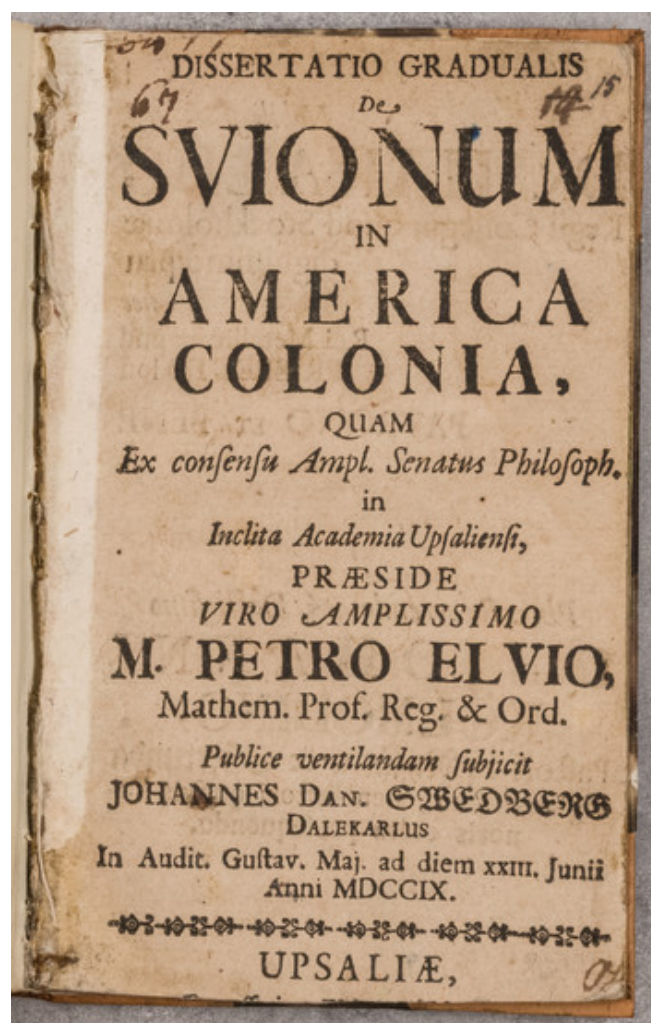 DISSERTATIO GRADUALIS
67
De
15
SVIONUM
IN
AMERICA
COLONIA,
QUAM
Ex conſenſu Ampl. Senatus Philoſoph.
in
Inclita Academia Upſalienſi,
PRÆSIDE
VIRO AMPLISSIMO
M. PETRO ELVIO,
Mathem. Prof. Reg. & Ord.
Publice ventilandam ſubjicit
JOHANNES DAN. SWEDBERG
DALEKARLUS
In Audit. Guſtav. Maj. ad diem XXIII. Junii
Anni MDCCIX.
UPSALIÆ,